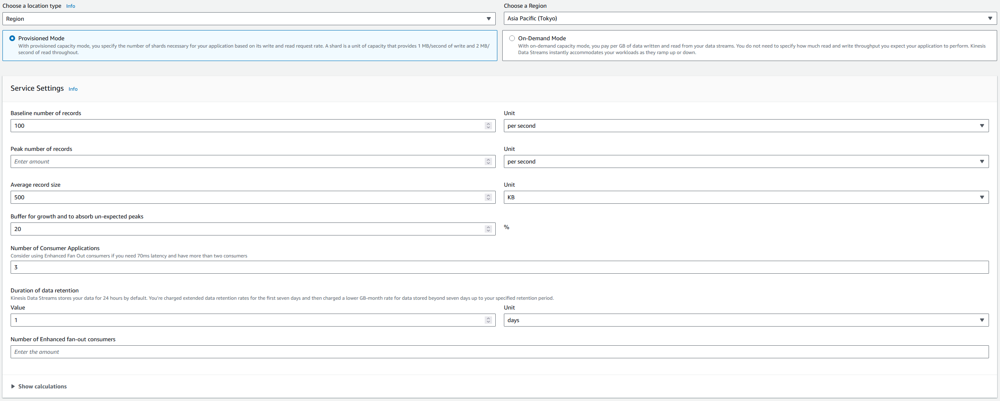 Choose a location type Info
Choose a Region
Region
Asia Pacific (Tokyo)
Provisioned Mode
With provisioned capacity mode, you specify the number of shards necessary for your application based on its write and read request rate. A shard is a unit of capacity that provides 1 MB/second of write and 2 MB/
second of read throughout.
On-Demand Mode
With on-demand capacity mode, you pay per GB of data written and read from your data streams. You do not need to specify how much read and write throughput you expect your application to perform. Kinesis
Data Streams instantly accommodates your workloads as they ramp up or down.
Service Settings Info
Baseline number of records
Unit
100
per second
Peak number of records
Unit
Enter amount
per second
Average record size
Unit
500
KB
Buffer for growth and to absorb un-expected peaks
20
%
Number of Consumer Applications
Consider using Enhanced Fan Out consumers if you need 70ms latency and have more than two consumers
3
Duration of data retention
Kinesis Data Streams stores your data for 24 hours by default. You’re charged extended data retention rates for the first seven days and then charged a lower GB-month rate for data stored beyond seven days up to your specified retention period.
Value
Unit
1
days
Number of Enhanced fan-out consumers
Enter the amount
Show calculations